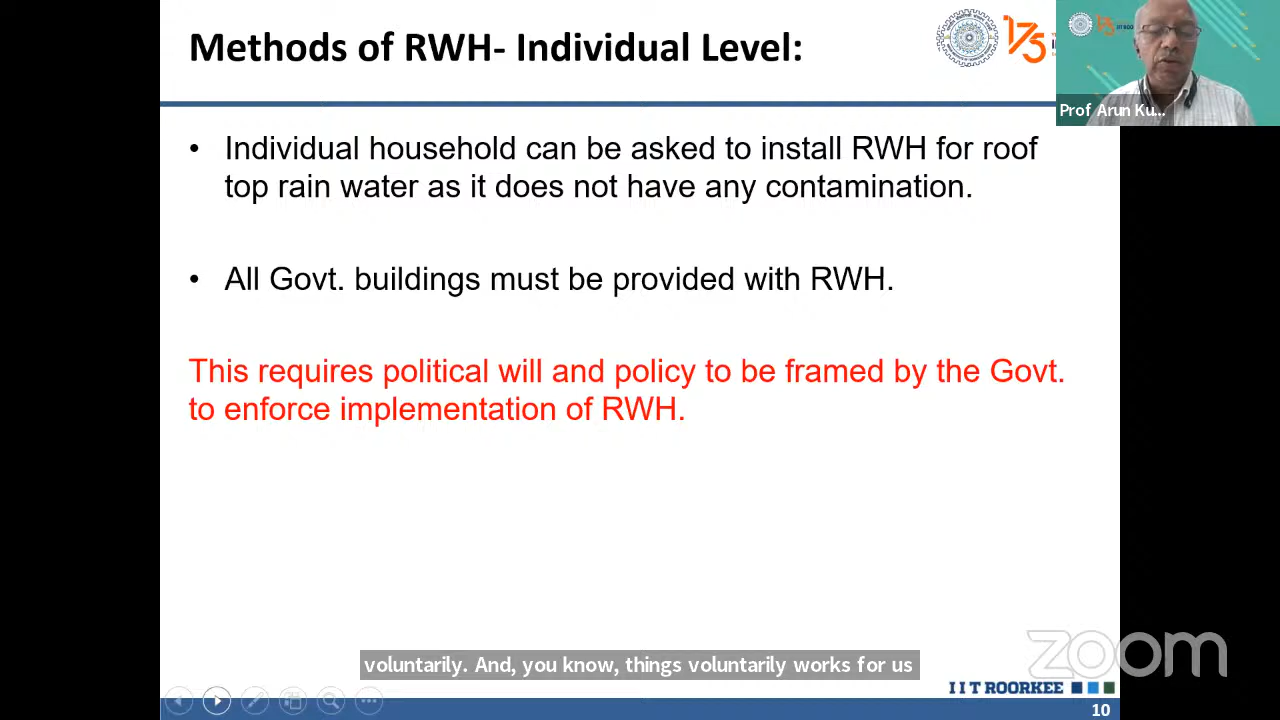 Methods of RWH- Individual Level:
175
Prof Arun Ku...
• Individual household can be asked to install RWH for roof
top rain water as it does not have any contamination.
• All Govt. buildings must be provided with RWH.
This requires political will and policy to be framed by the Govt.
to enforce implementation of RWH.
zoom
voluntarily. And, you know, things voluntarily works for us
I I T ROORKEE
10